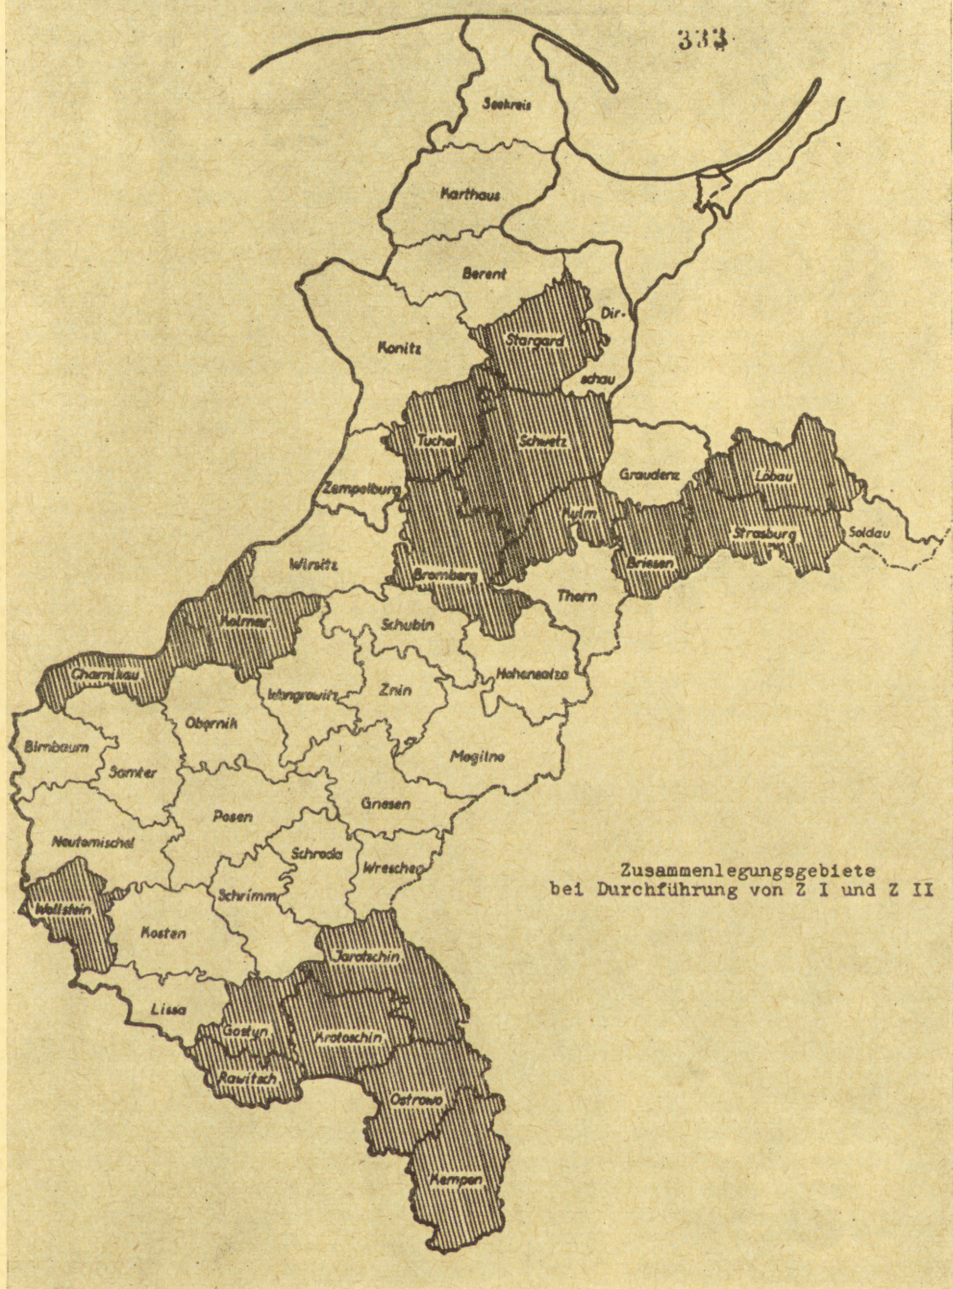 333
Seekreis
Karthaus
Berent
Dir-
schau
Konitz
Stargard
Tuchel
Schwetz
Graudenz
Löbau
Zempelburg
Kulm
Strasburg
Soldau
Wirsitz
Bromberg
Briesen
Thorn
Kolmar
Schubin
Hohensalza
Charnikau
Wongrowitz
Znin
Obornik
Birnbaum
Samter
Mogilno
Posen
Gnesen
Neutomischel
Schroda
Wreschen
Zusammenlegungsgebiete
bei Durchführung von Z I und Z II
Wollstein
Schrimm
Kosten
Jarotschin
Lissa
Gostyn
Krotoschin
Rawitsch
Ostrowo
Kempen